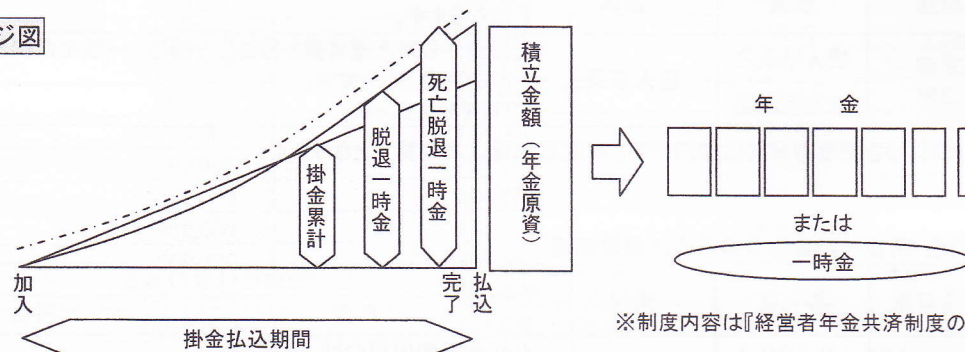 ジ図
年　金
積立金額（年金原資）
死亡脱退一時金
脱退一時金
掛金累計
または
一時金
加入
払込完了
掛金払込期間
※制度内容は『経営者年金共済制度の